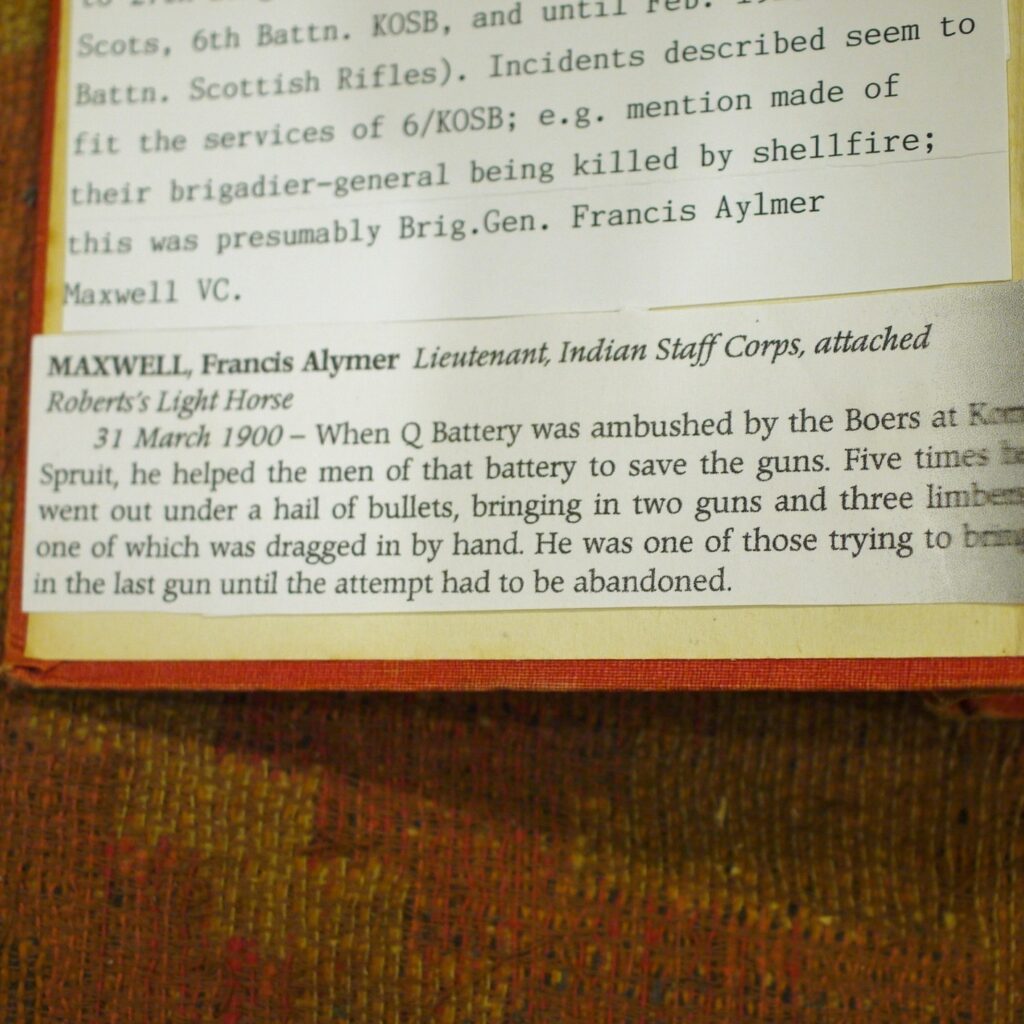 Scots, 6th Battn. KOSB, and until Feb.
Battn. Scottish Rifles). Incidents described seem to
fit the services of 6/KOSB; e.g. mention made of
their brigadier-general being killed by shellfire;
this was presumably Brig.Gen. Francis Aylmer
Maxwell VC.
MAXWELL, Francis Alymer Lieutenant, Indian Staff Corps, attached
Roberts's Light Horse
31 March 1900 – When Q Battery was ambushed by the Boers at
Spruit, he helped the men of that battery to save the guns. Five times he
went out under a hail of bullets, bringing in two guns and three limbers
one of which was dragged in by hand. He was one of those trying to bring
in the last gun until the attempt had to be abandoned.